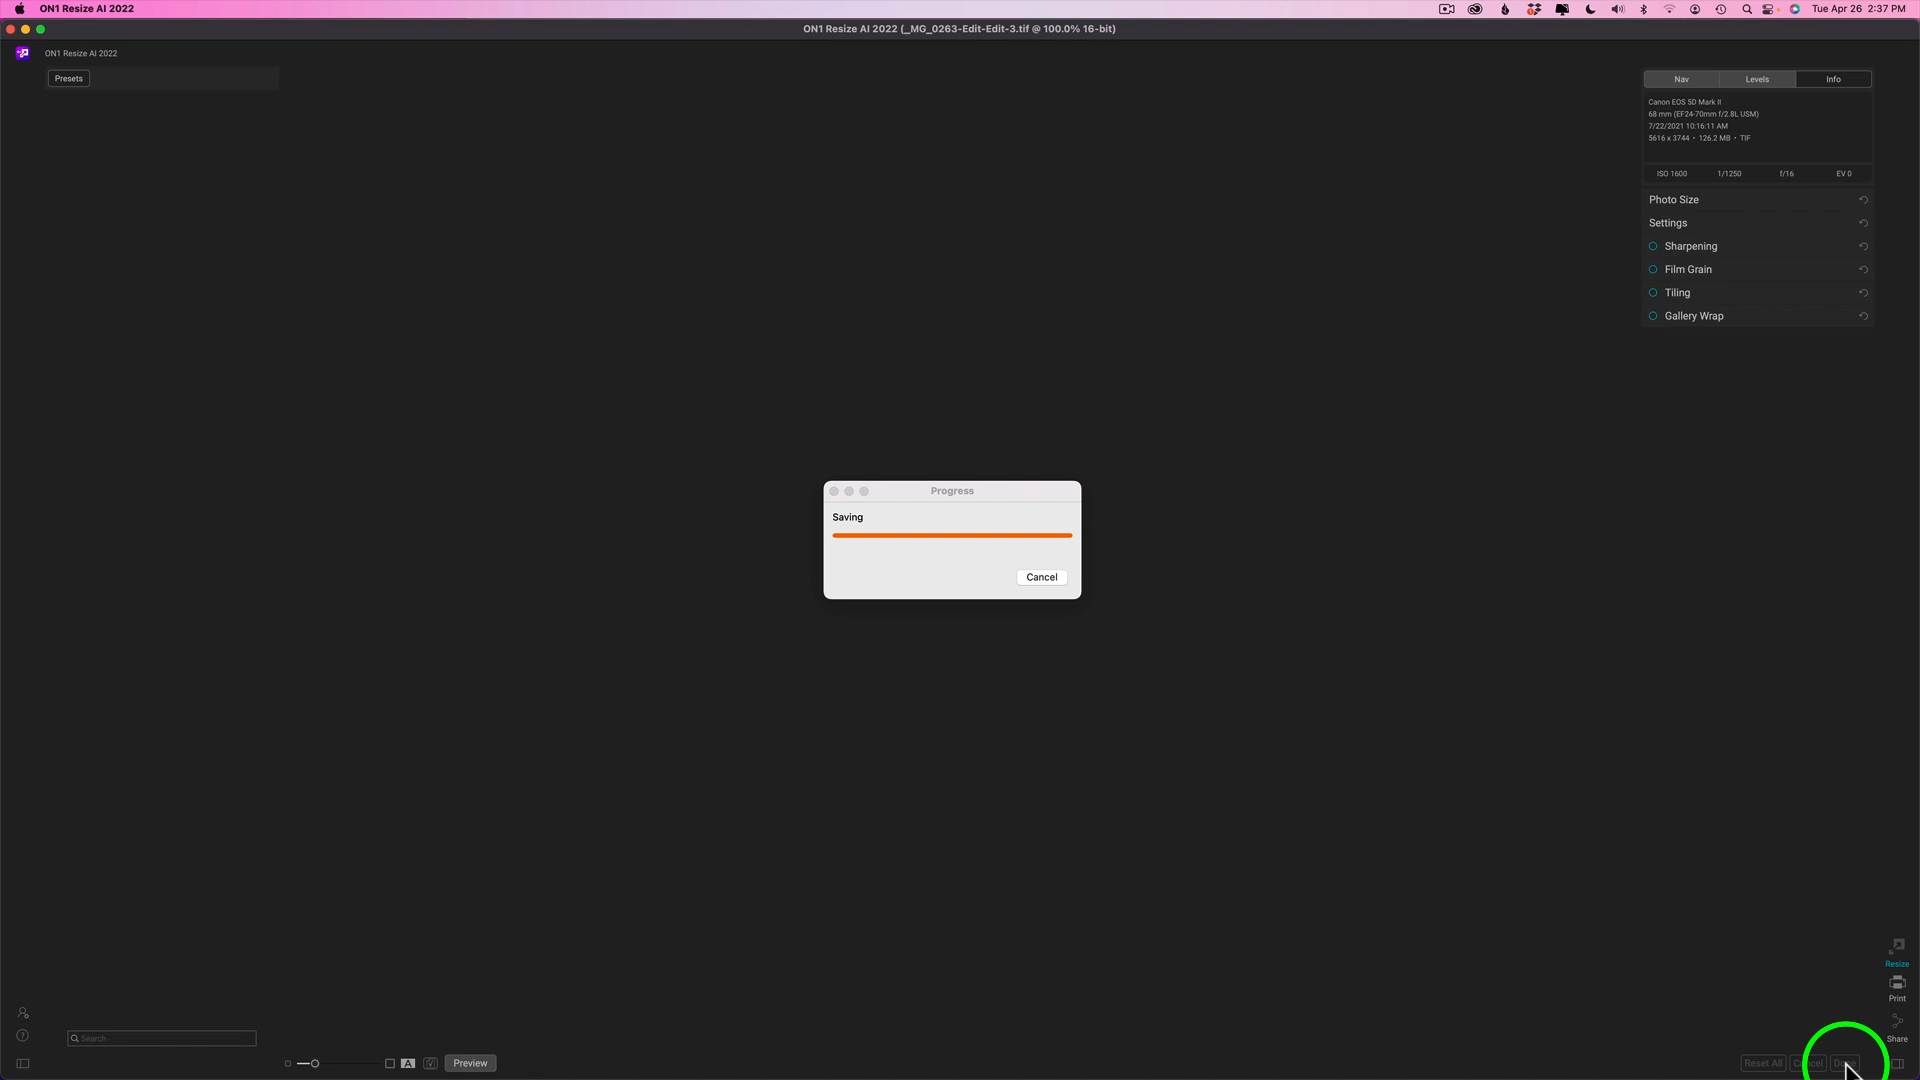 ON1 Resize AI 2022
Tue Apr 26 2:37 PM
ON1 Resize AI 2022 (_MG_0263-Edit-Edit-3.tif @ 100.0% 16-bit)
ON1 Resize AI 2022
Presets
Nav
Levels
Info
Canon EOS 5D Mark II
68 mm (EF24-70mm f/2.8L USM)
7/22/2021 10:16:11 AM
5616 x 3744 • 126.2 MB • TIF
ISO 1600
1/1250
f/16
EV 0
Photo Size
Settings
Sharpening
Film Grain
Tiling
Gallery Wrap
Progress
Saving
Cancel
Resize
Print
Share
Search
A
Preview
Reset All
Cancel
Done